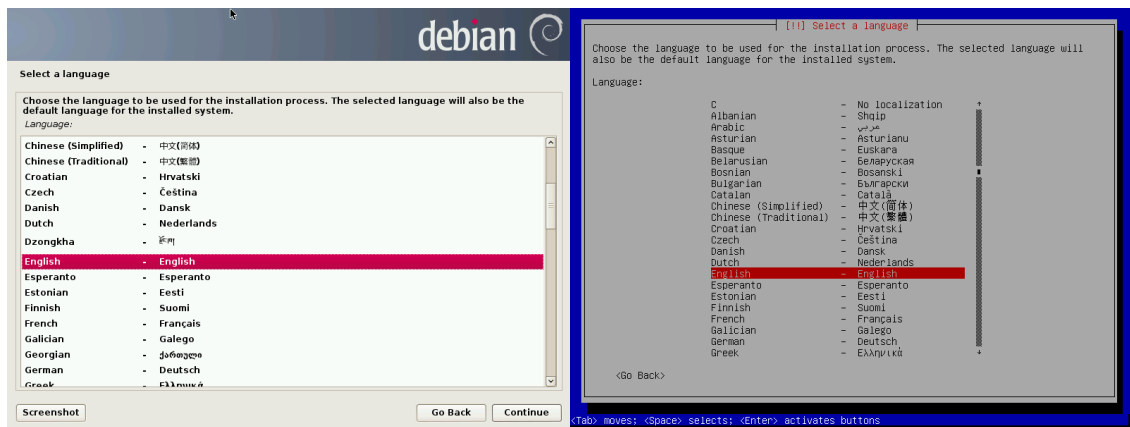 debian
Select a language
Choose the language to be used for the installation process. The selected language will also be the
default language for the installed system.
Language:
Chinese (Simplified) - 中文(简体)
Chinese (Traditional) - 中文(繁體)
Croatian - Hrvatski
Czech - Čeština
Danish - Dansk
Dutch - Nederlands
Dzongkha - རྫོང་ཁ།
English - English
Esperanto - Esperanto
Estonian - Eesti
Finnish - Suomi
French - Français
Galician - Galego
Georgian - ქართული
German - Deutsch
Greek - Ελληνικά
Screenshot Go Back Continue
[!!] Select a language
Choose the language to be used for the installation process. The selected language will
also be the default language for the installed system.
Language:
C - No localization
Albanian - Shqip
Arabic - عربي
Asturian - Asturianu
Basque - Euskara
Belarusian - Беларуская
Bosnian - Bosanski
Bulgarian - Български
Catalan - Català
Chinese (Simplified) - 中文(简体)
Chinese (Traditional) - 中文(繁體)
Croatian - Hrvatski
Czech - Čeština
Danish - Dansk
Dutch - Nederlands
English - English
Esperanto - Esperanto
Estonian - Eesti
Finnish - Suomi
French - Français
Galician - Galego
German - Deutsch
Greek - Ελληνικά
<Go Back>
<Tab> moves; <Space> selects; <Enter> activates buttons